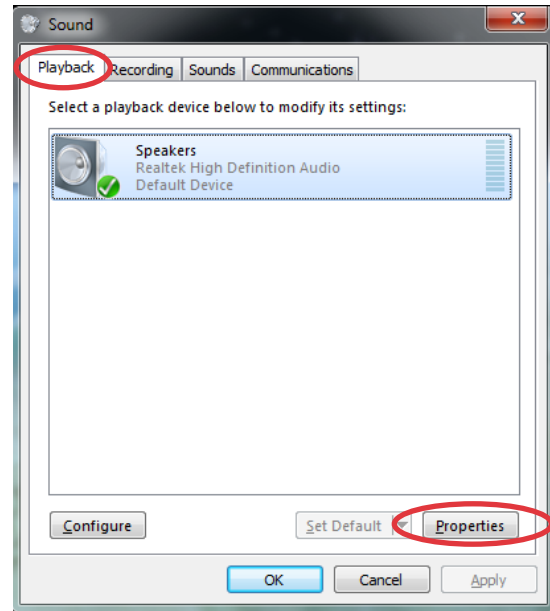 Sound
Playback Recording Sounds Communications
Select a playback device below to modify its settings:
Speakers
Realtek High Definition Audio
Default Device
Configure Set Default Properties
OK Cancel Apply